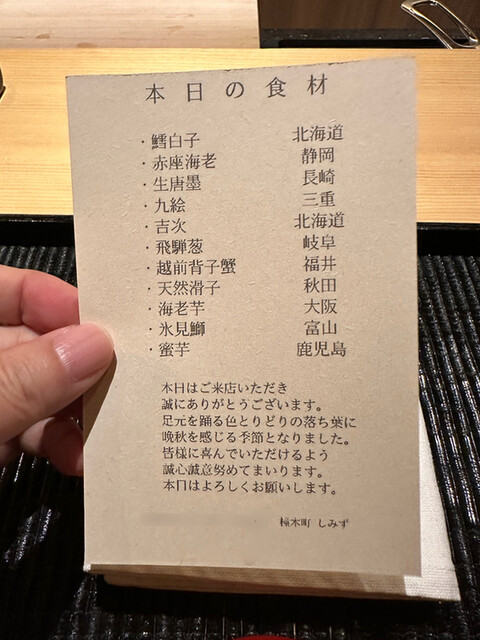 本日の食材
・鱈白子 北海道
・赤座海老 静岡
・生唐墨 長崎
・九絵 三重
・吉次 北海道
・飛騨葱 岐阜
・越前背子蟹 福井
・天然滑子 秋田
・海老芋 大阪
・氷見鰤 富山
・蜜芋 鹿児島
本日はご来店いただき
誠にありがとうございます。
足元を踊る色とりどりの落ち葉に
晩秋を感じる季節となりました。
皆様に喜んでいただけるよう
誠心誠意努めてまいります。
本日はよろしくお願いします。
橦木町 しみず